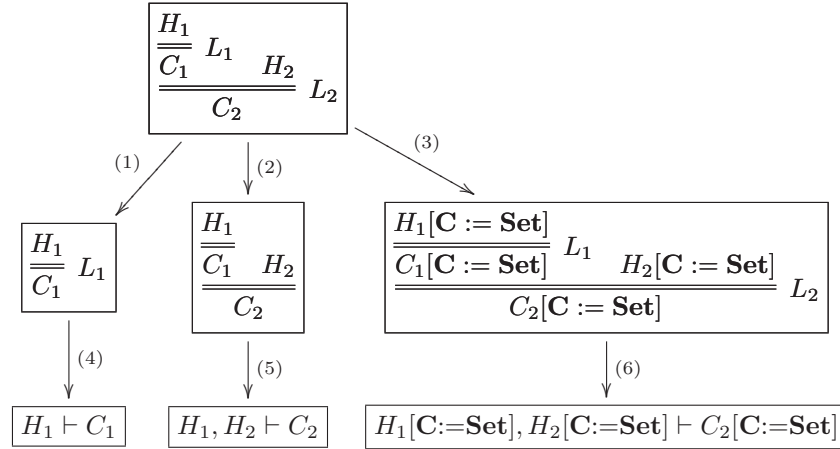 H₁
C₁ L₁ H₂
C₂ L₂
(1) (2) (3)
H₁
C₁ L₁
H₁
C₁ H₂
C₂
H₁[C := Set]
C₁[C := Set] L₁ H₂[C := Set]
C₂[C := Set] L₂
(4) (5) (6)
H₁ ⊢ C₁
H₁, H₂ ⊢ C₂
H₁[C:=Set], H₂[C:=Set] ⊢ C₂[C:=Set]